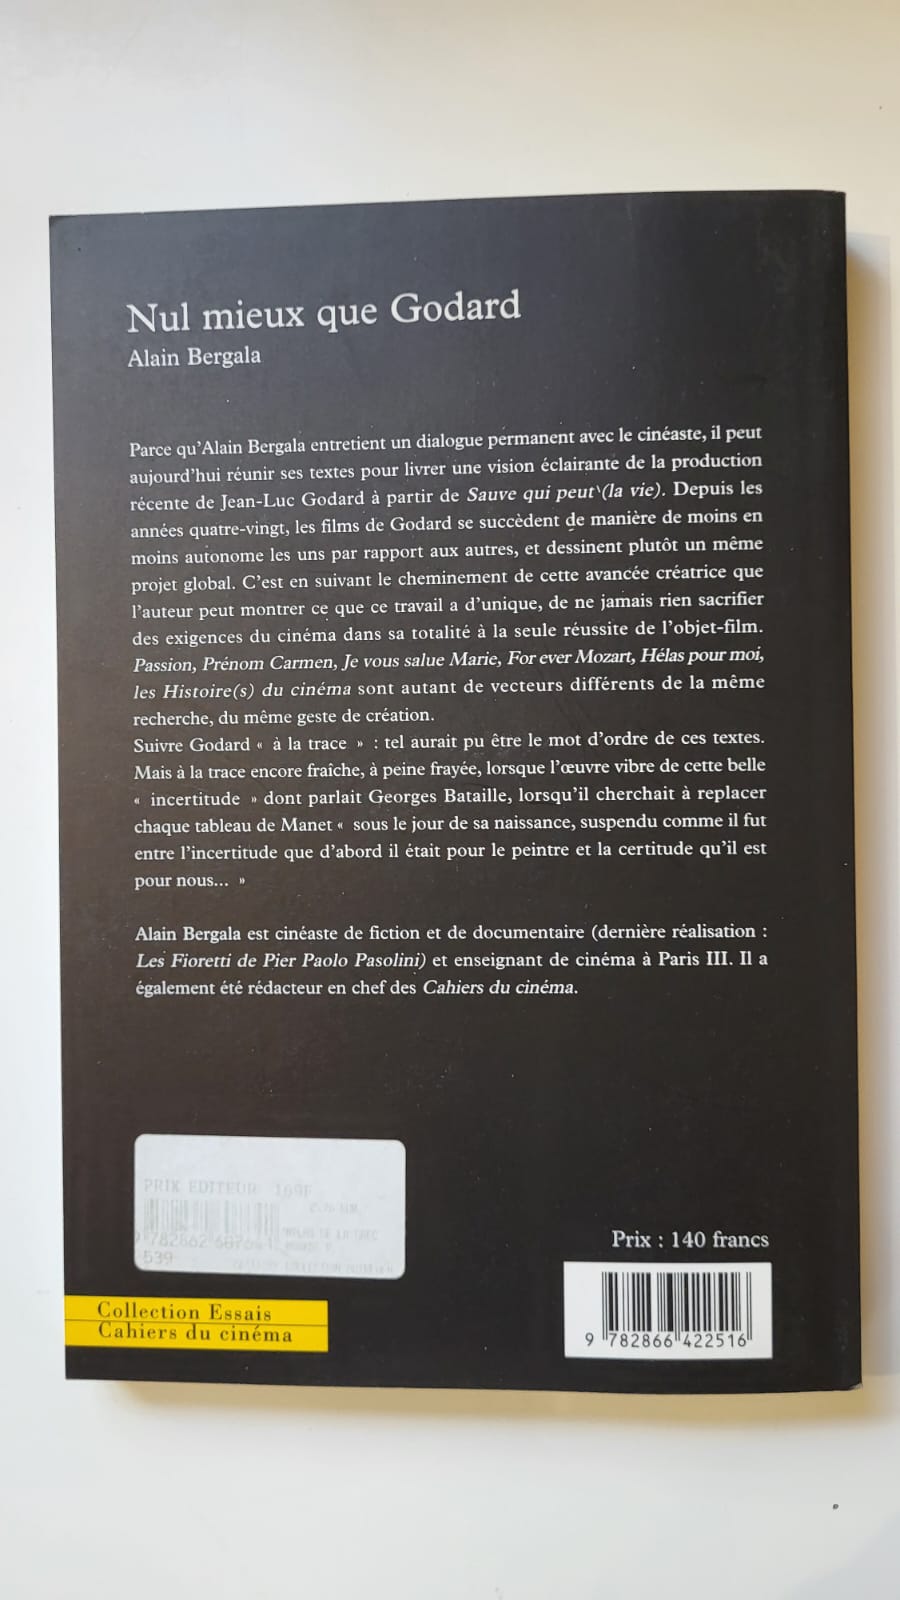 Nul mieux que Godard
Alain Bergala
Parce qu'Alain Bergala entretient un dialogue permanent avec le cinéaste, il peut
aujourd'hui réunir ses textes pour livrer une vision éclairante de la production
récente de Jean-Luc Godard à partir de Sauve qui peut (la vie). Depuis les
années quatre-vingt, les films de Godard se succèdent de manière de moins en
moins autonome les uns par rapport aux autres, et dessinent plutôt un même
projet global. C'est en suivant le cheminement de cette avancée créatrice que
l'auteur peut montrer ce que ce travail a d'unique, de ne jamais rien sacrifier
des exigences du cinéma dans sa totalité à la seule réussite de l'objet-film.
Passion, Prénom Carmen, Je vous salue Marie, For ever Mozart, Hélas pour moi,
les Histoire(s) du cinéma sont autant de vecteurs différents de la même
recherche, du même geste de création.
Suivre Godard « à la trace » : tel aurait pu être le mot d'ordre de ces textes.
Mais à la trace encore fraîche, à peine frayée, lorsque l'œuvre vibre de cette belle
« incertitude » dont parlait Georges Bataille, lorsqu'il cherchait à replacer
chaque tableau de Manet « sous le jour de sa naissance, suspendu comme il fut
entre l'incertitude que d'abord il était pour le peintre et la certitude qu'il est
pour nous... »
Alain Bergala est cinéaste de fiction et de documentaire (dernière réalisation :
Les Fioretti de Pier Paolo Pasolini) et enseignant de cinéma à Paris III. Il a
également été rédacteur en chef des Cahiers du cinéma.
PRIX EDITEUR
539
Prix : 140 francs
Collection Essais
Cahiers du cinéma
9 782866 422516